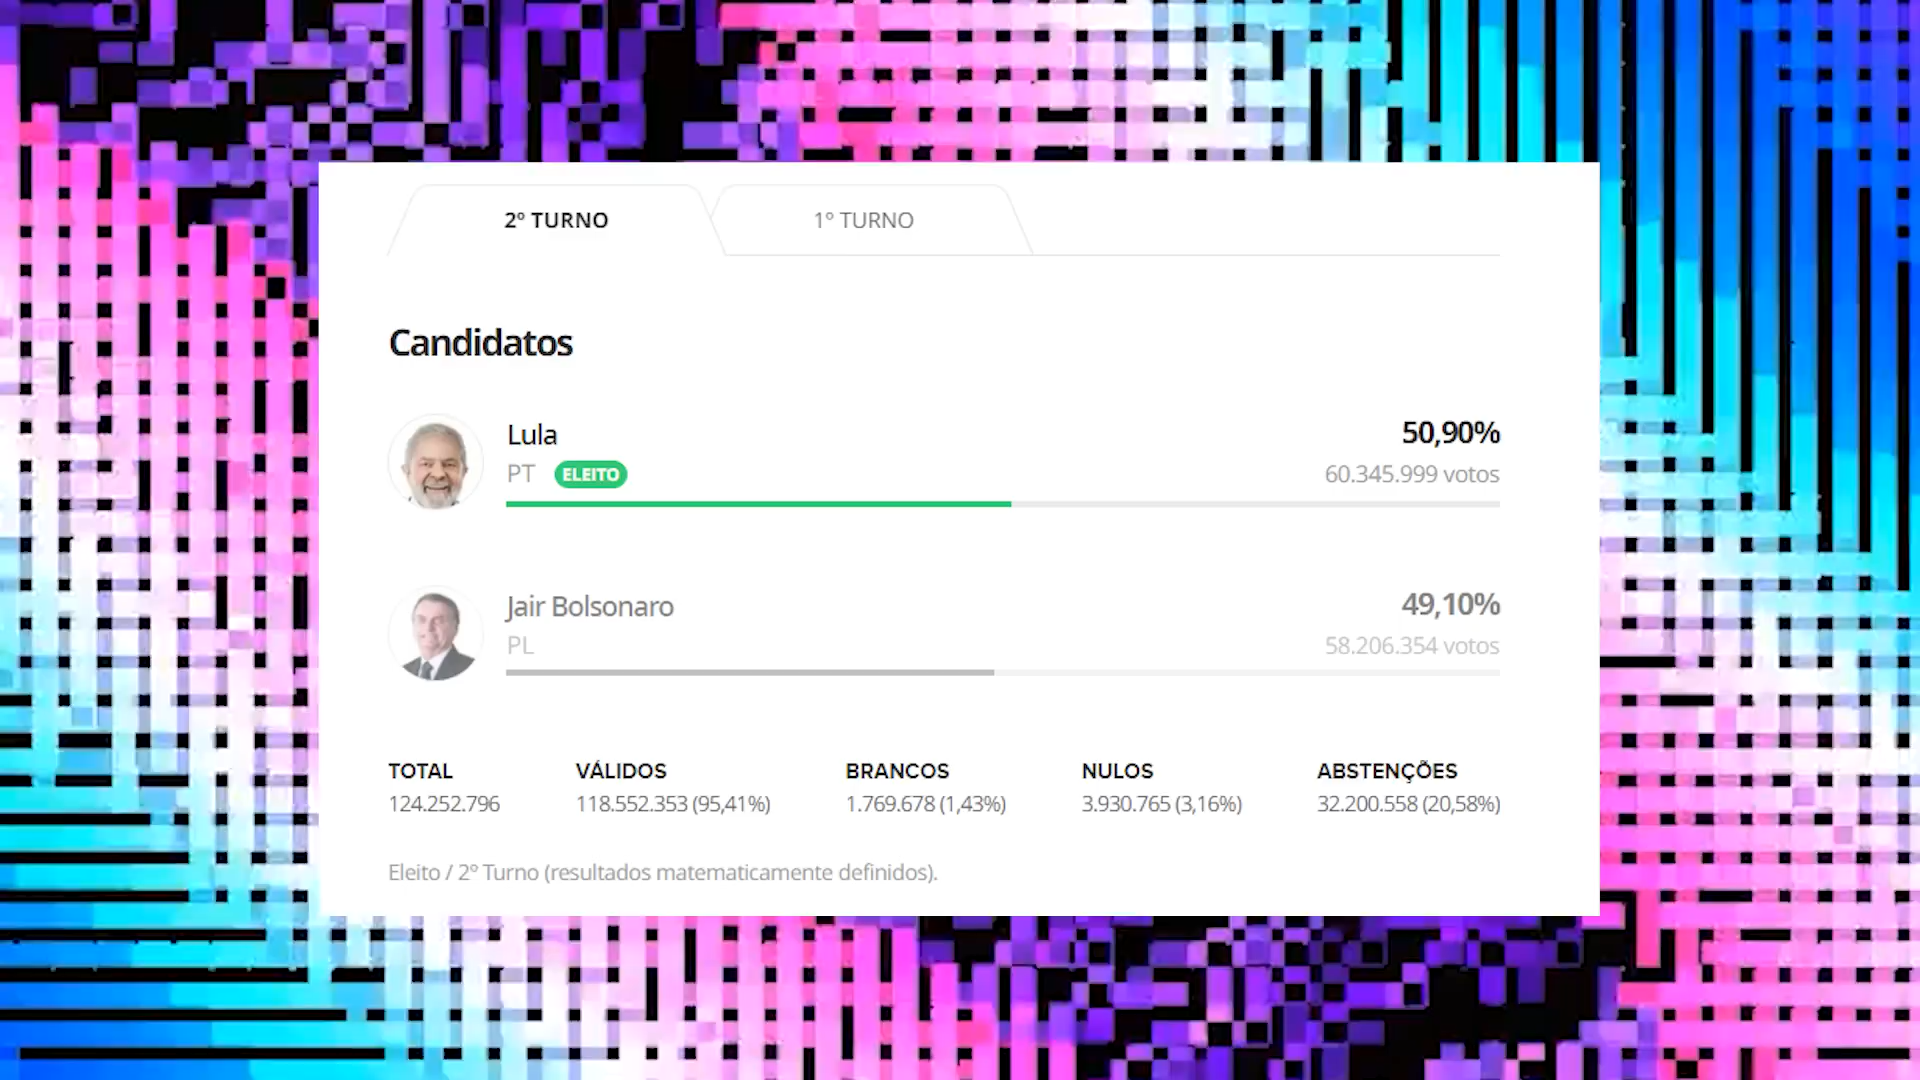 2º TURNO
1º TURNO
Candidatos
Lula
50,90%
PT ELEITO
60.345.999 votos
Jair Bolsonaro
49,10%
PL
58.206.354 votos
TOTAL VÁLIDOS BRANCOS NULOS ABSTENÇÕES
124.252.796 118.552.353 (95,41%) 1.769.678 (1,43%) 3.930.765 (3,16%) 32.200.558 (20,58%)
Eleito / 2º Turno (resultados matematicamente definidos).